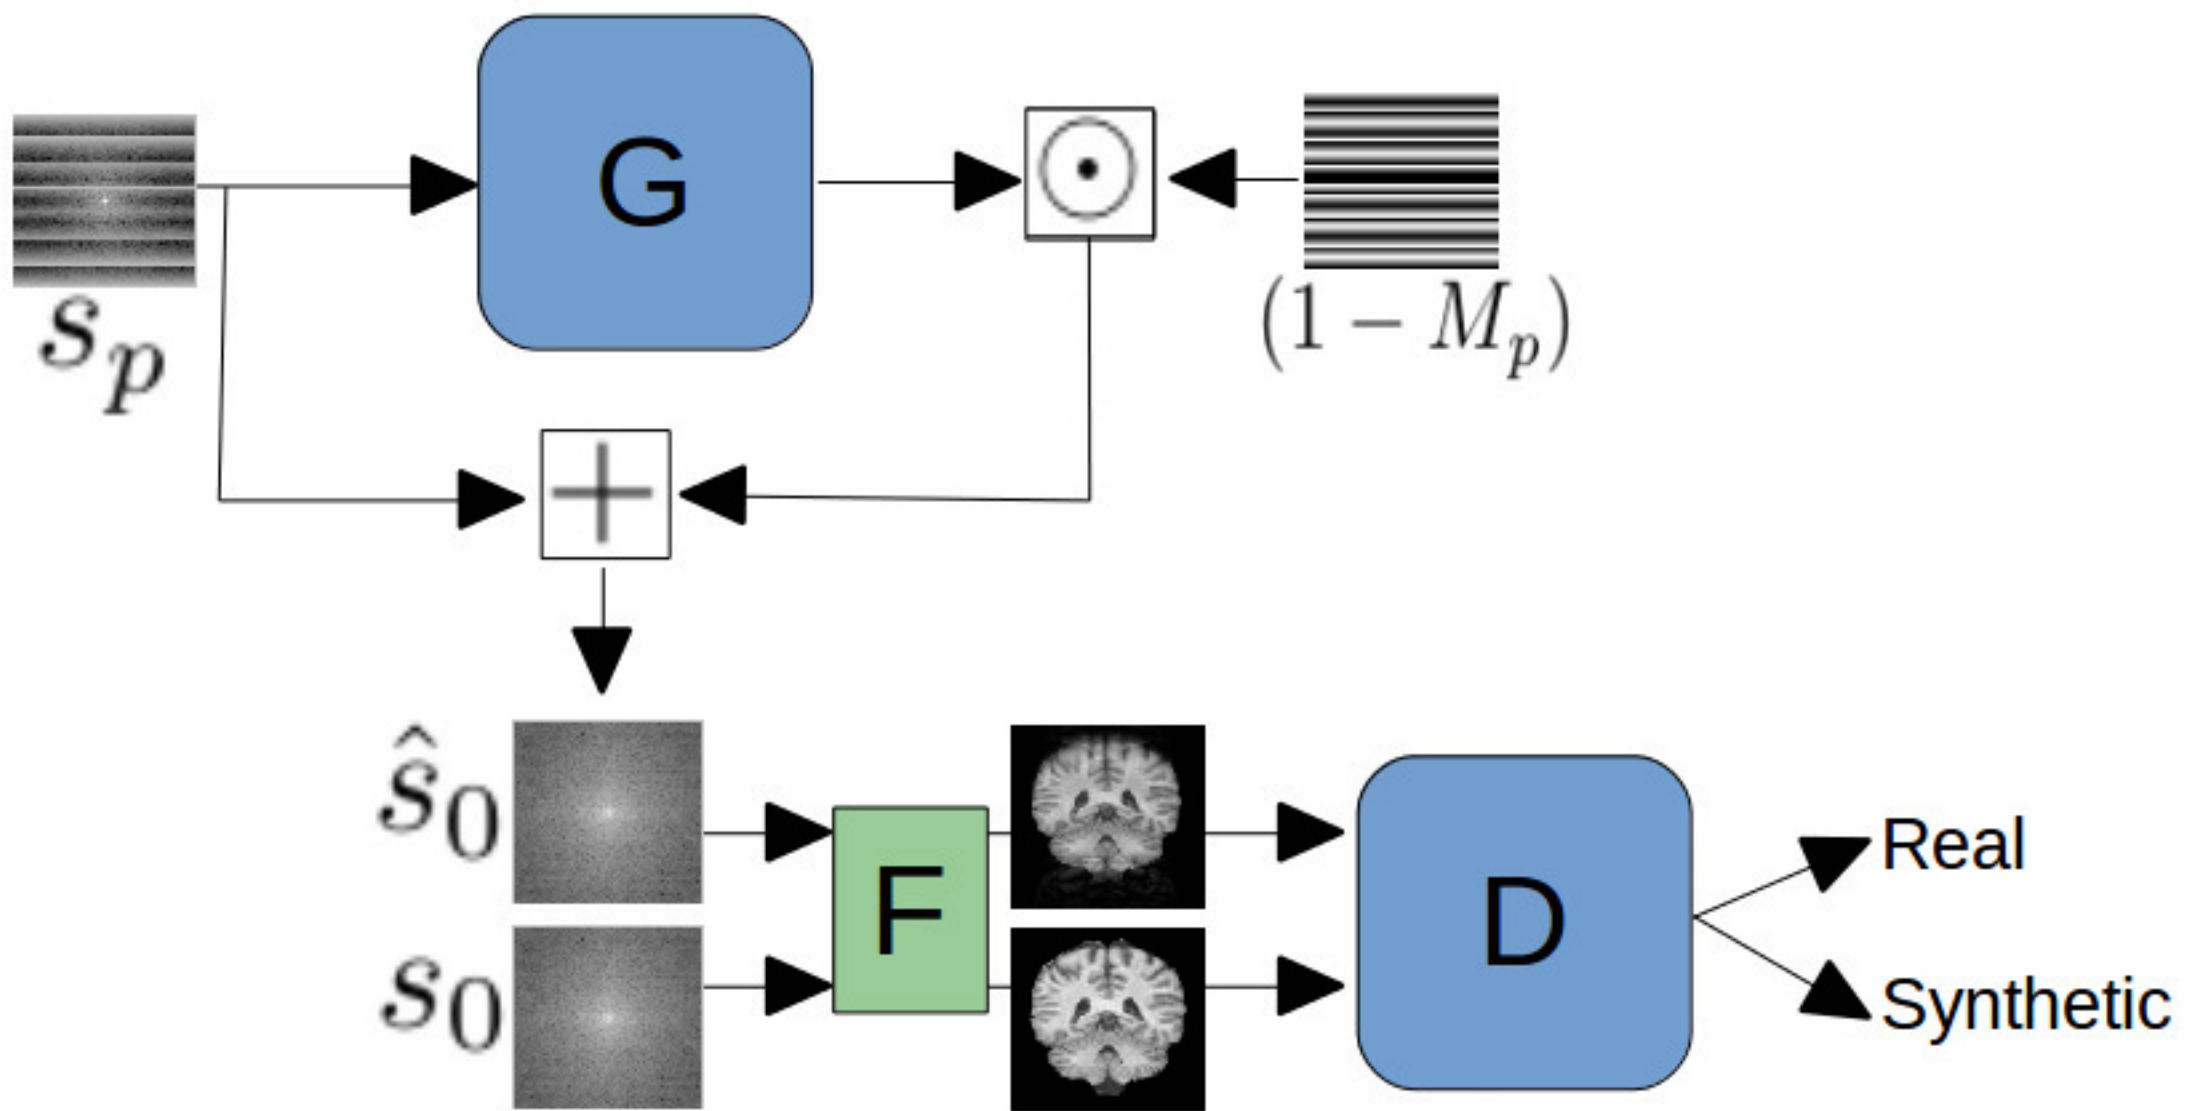 G
s_p
(1 − M_p)
+
ŝ_0
s_0
F
D
Real
Synthetic